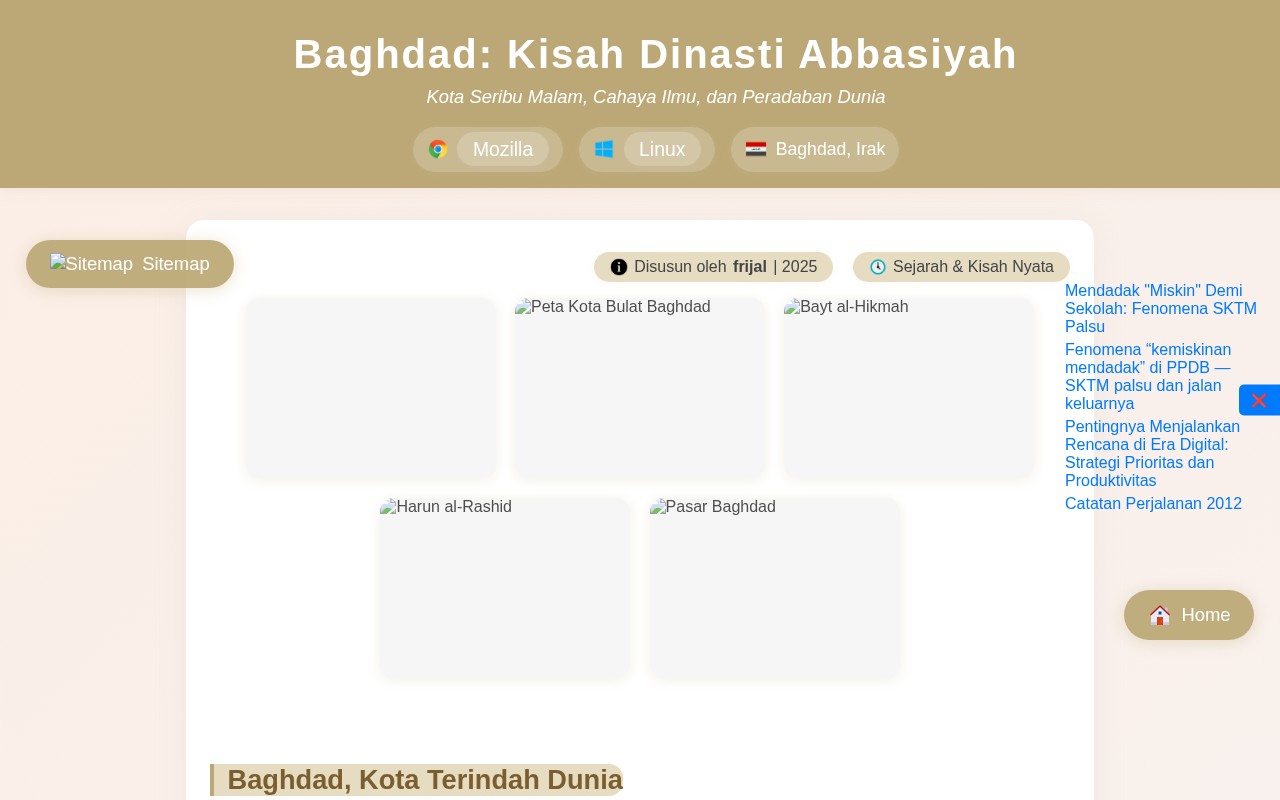 Baghdad: Kisah Dinasti Abbasiyah
Kota Seribu Malam, Cahaya Ilmu, dan Peradaban Dunia
Mozilla
Linux
Baghdad, Irak
Sitemap Sitemap
Disusun oleh frijal | 2025
Sejarah & Kisah Nyata
Peta Kota Bulat Baghdad
Bayt al-Hikmah
Mendadak "Miskin" Demi
Sekolah: Fenomena SKTM
Palsu
Fenomena “kemiskinan
mendadak” di PPDB —
SKTM palsu dan jalan
keluarnya
Pentingnya Menjalankan
Rencana di Era Digital:
Strategi Prioritas dan
Produktivitas
Catatan Perjalanan 2012
Harun al-Rashid
Pasar Baghdad
Home
Baghdad, Kota Terindah Dunia